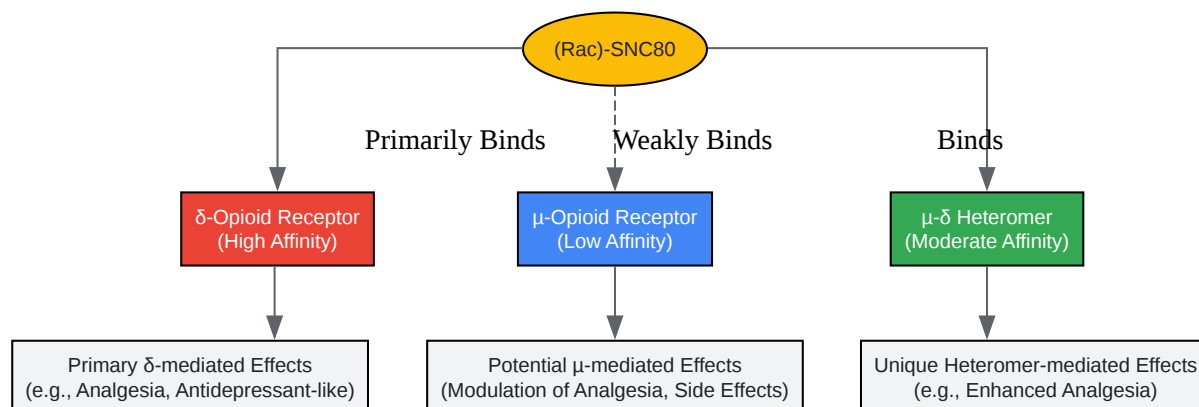 (Rac)-SNC80
Primarily Binds
Weakly Binds
Binds
δ-Opioid Receptor
(High Affinity)
μ-Opioid Receptor
(Low Affinity)
μ-δ Heteromer
(Moderate Affinity)
Primary δ-mediated Effects
(e.g., Analgesia, Antidepressant-like)
Potential μ-mediated Effects
(Modulation of Analgesia, Side Effects)
Unique Heteromer-mediated Effects
(e.g., Enhanced Analgesia)